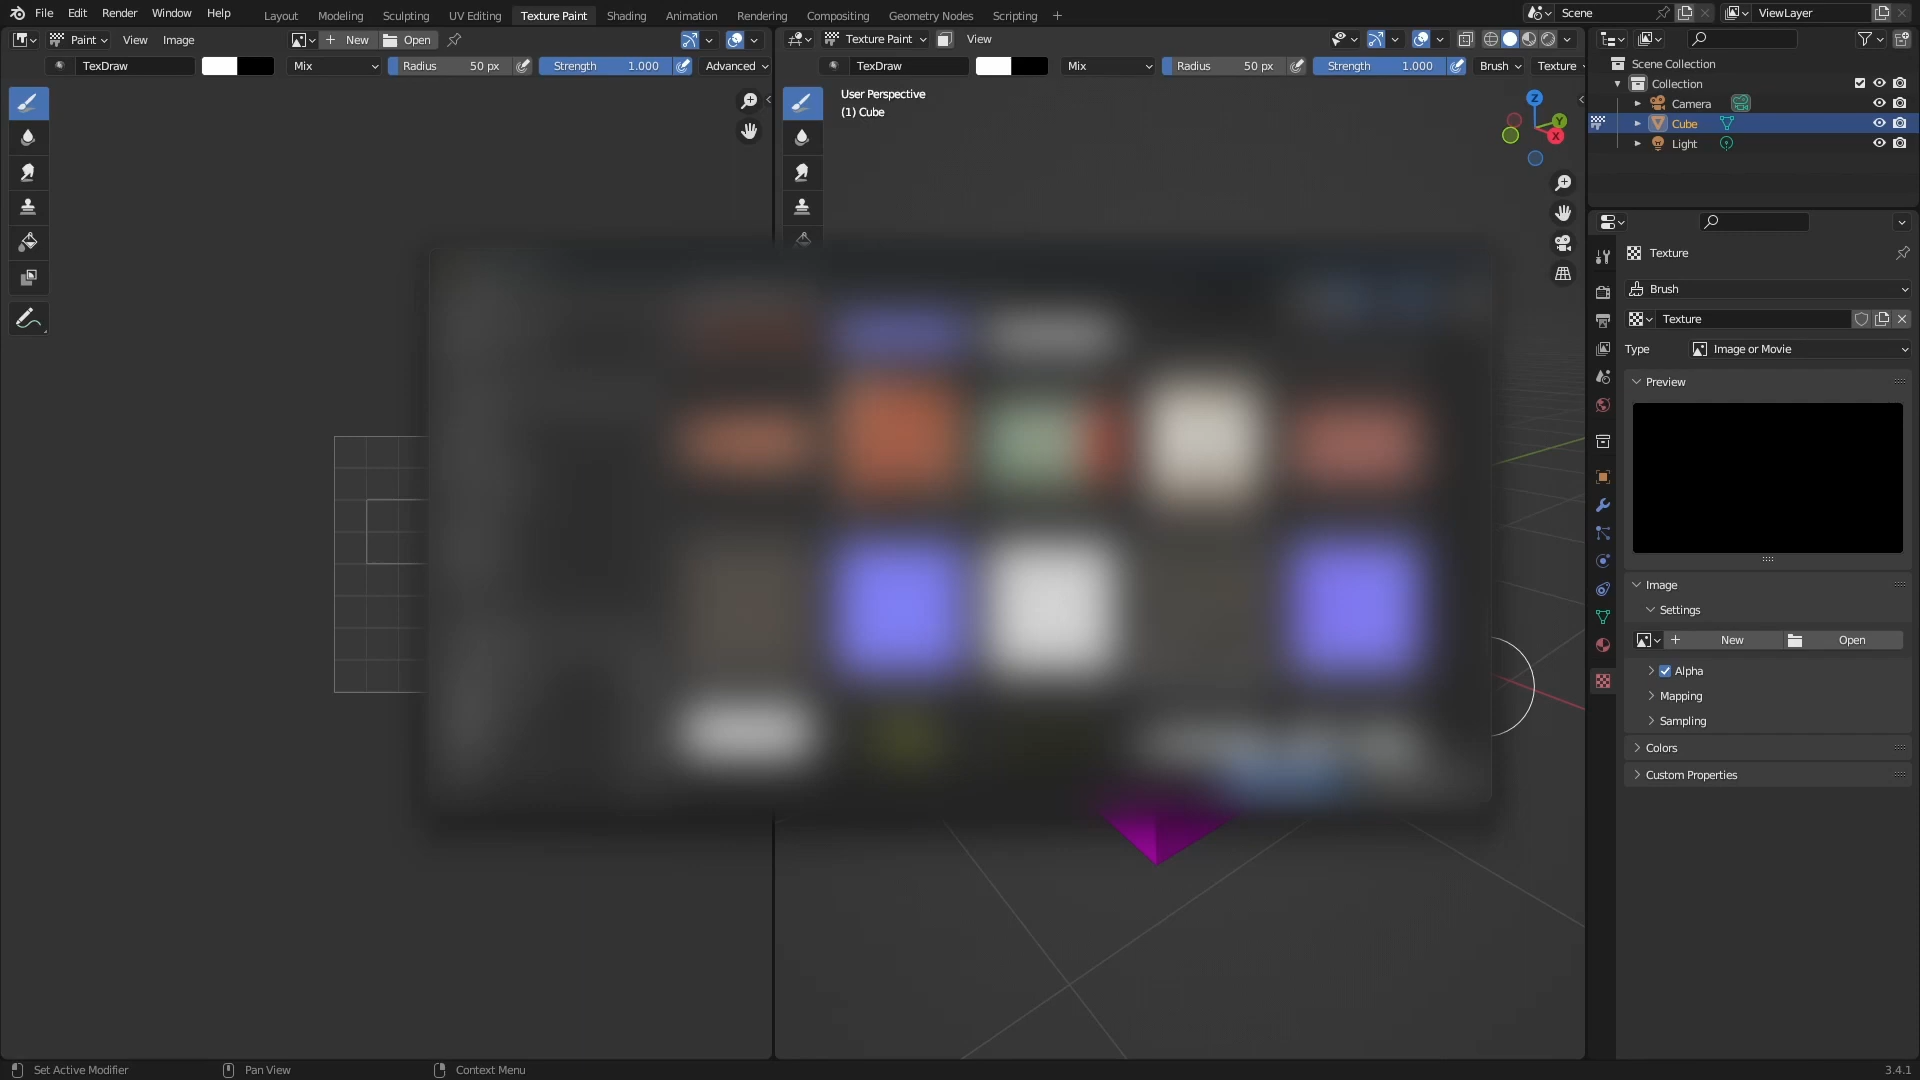 File Edit Render Window Help Layout Modeling Sculpting UV Editing Texture Paint Shading Animation Rendering Compositing Geometry Nodes Scripting + Scene ViewLayer
Paint View Image + New Open Texture Paint View
TexDraw Mix Radius 50 px Strength 1.000 Advanced TexDraw Mix Radius 50 px Strength 1.000 Brush Texture
Scene Collection
Collection
Camera
Cube
Light
User Perspective
(1) Cube
Z
Y
X
Texture
Brush
Texture
Type Image or Movie
Preview
Image
Settings
+ New Open
Alpha
Mapping
Sampling
Colors
Custom Properties
Set Active Modifier Pan View Context Menu 3.4.1